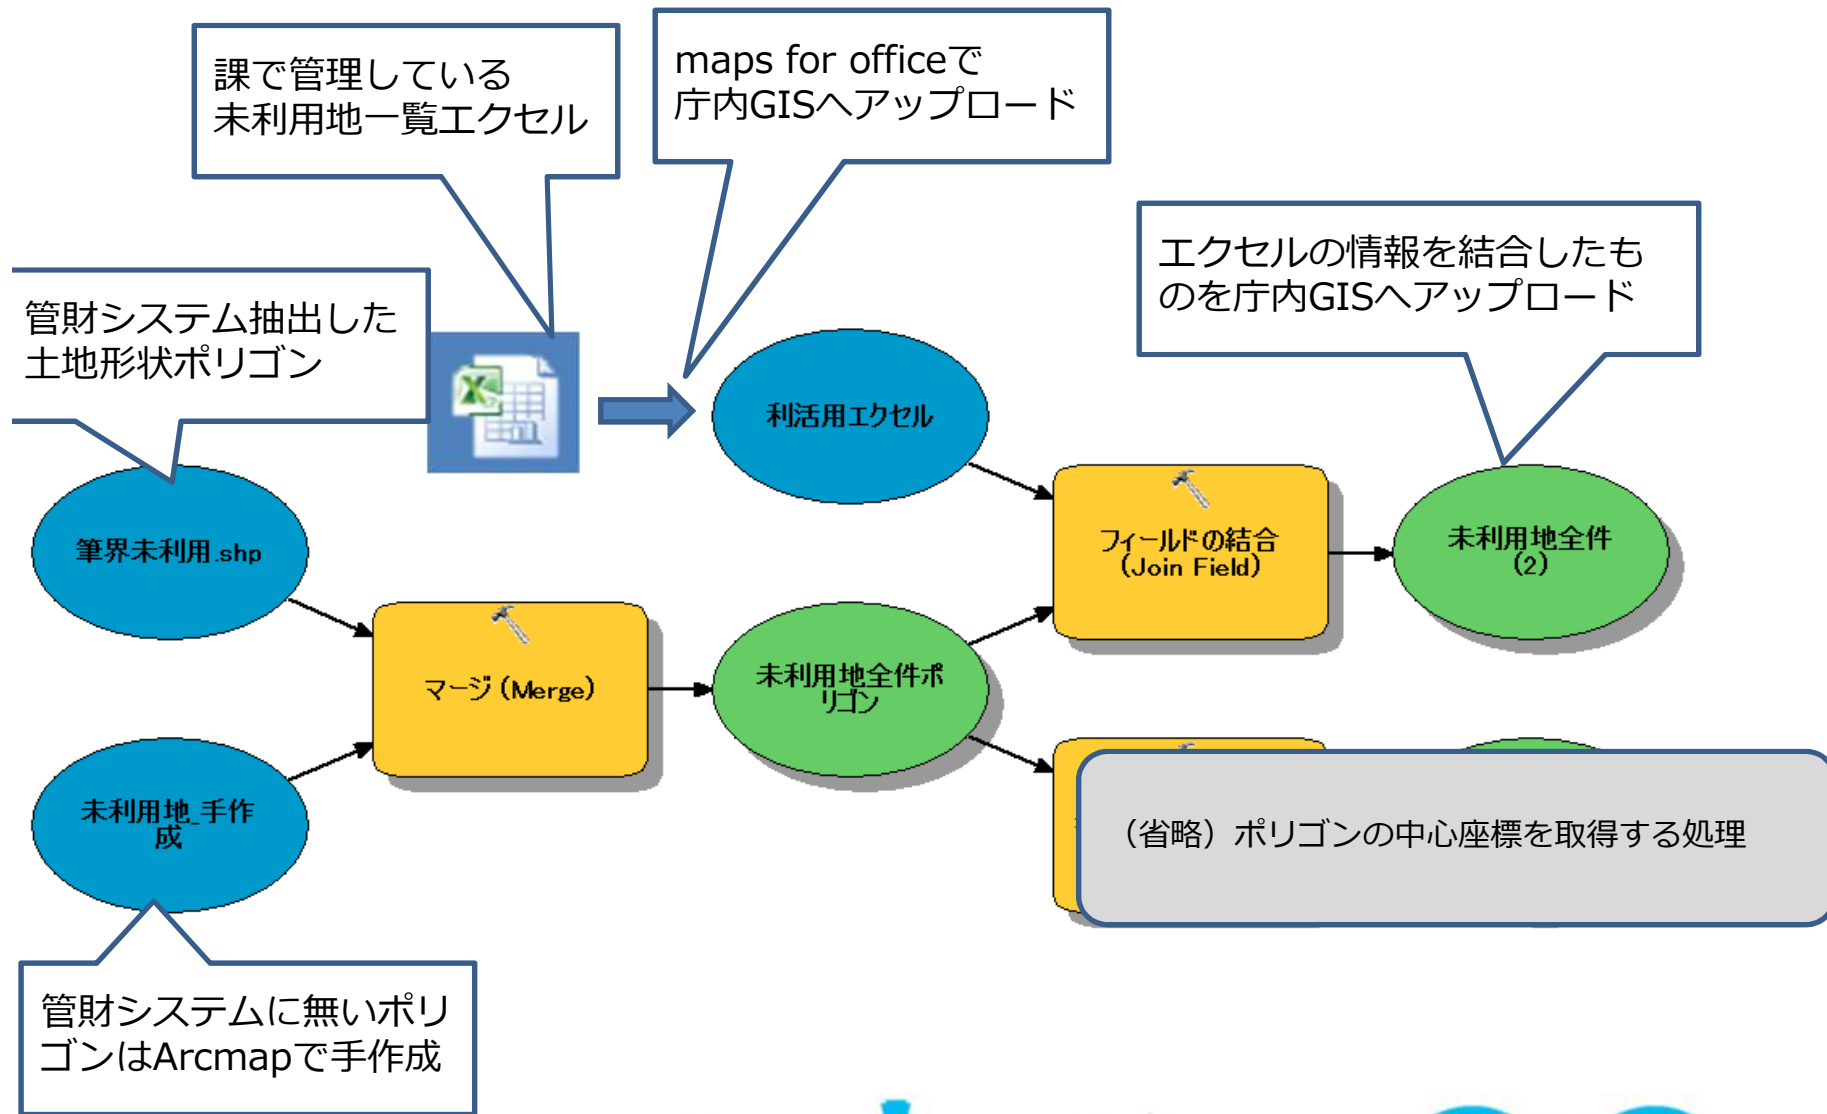 課で管理している
未利用地一覧エクセル
maps for officeで
庁内GISへアップロード
エクセルの情報を結合したも
のを庁内GISへアップロード
管財システム抽出した
土地形状ポリゴン
利活用エクセル
筆界未利用.shp
フィールドの結合
(Join Field)
未利用地全件
(2)
マージ (Merge)
未利用地全件ポ
リゴン
未利用地_手作
成
（省略）ポリゴンの中心座標を取得する処理
管財システムに無いポリ
ゴンはArcmapで手作成